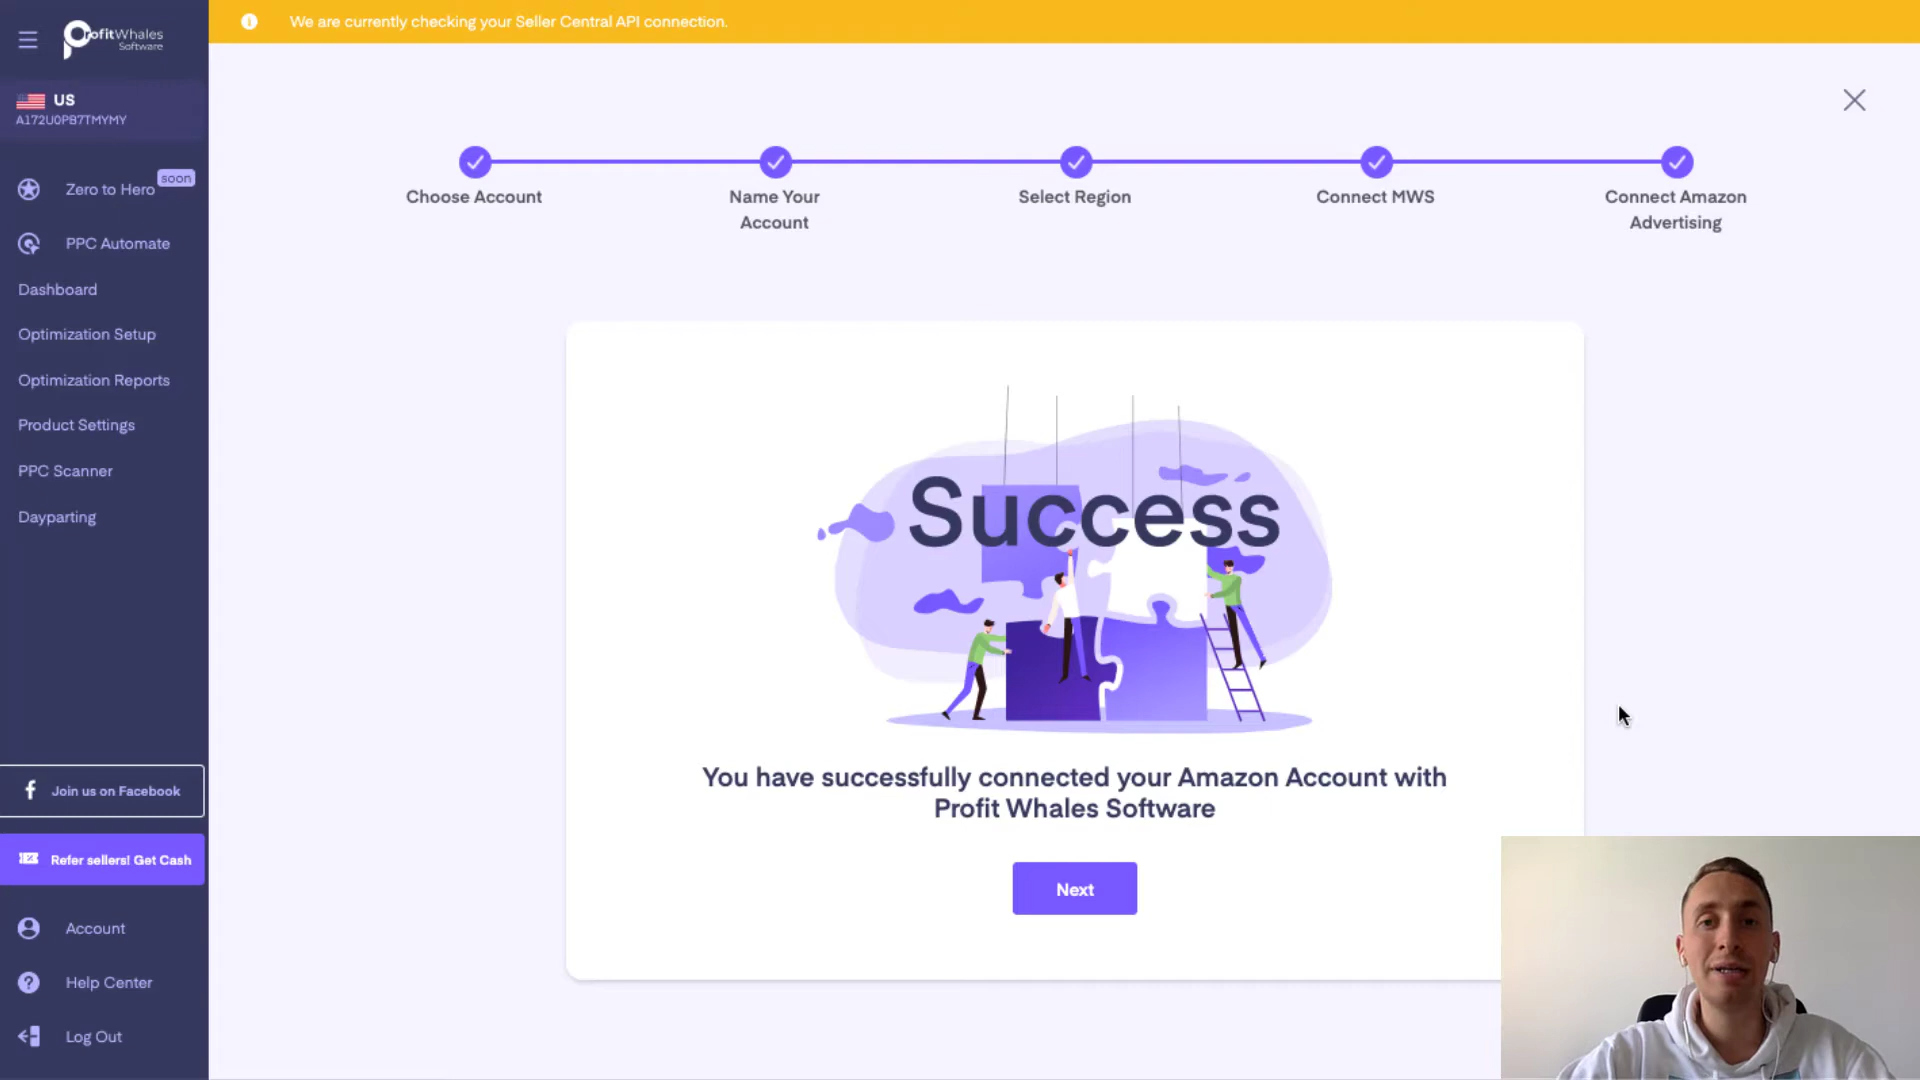 We are currently checking your Seller Central API connection.
ProfitWhales
Software
US
A172U0PB7TMYMY
Zero to Hero
soon
PPC Automate
Dashboard
Optimization Setup
Optimization Reports
Product Settings
PPC Scanner
Dayparting
Join us on Facebook
Refer sellers! Get Cash
Account
Help Center
Log Out
Choose Account
Name Your
Account
Select Region
Connect MWS
Connect Amazon
Advertising
Success
You have successfully connected your Amazon Account with
Profit Whales Software
Next